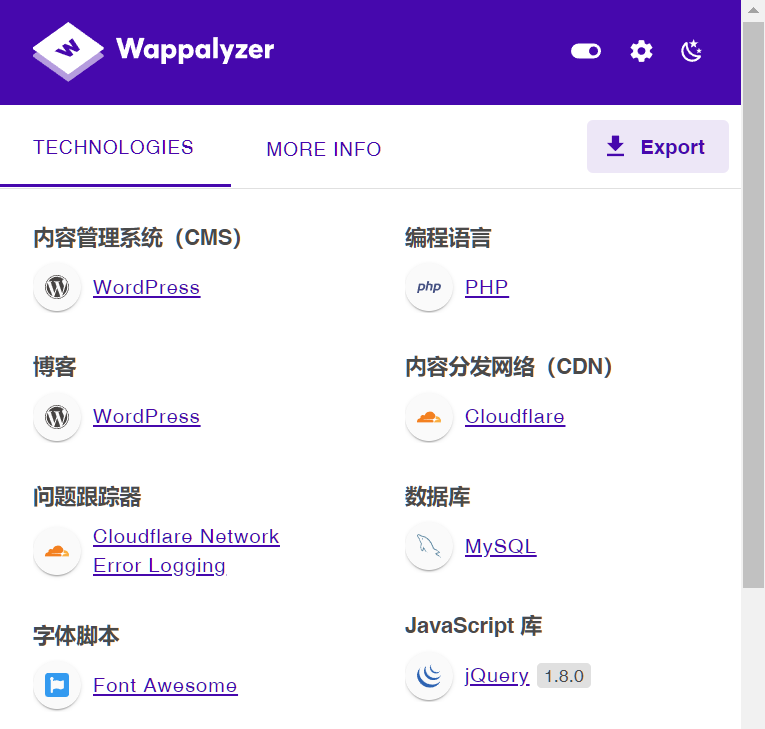 Wappalyzer
TECHNOLOGIES
MORE INFO
Export
内容管理系统（CMS）
WordPress
博客
WordPress
问题跟踪器
Cloudflare Network
Error Logging
字体脚本
Font Awesome
编程语言
php
PHP
内容分发网络（CDN）
Cloudflare
数据库
MySQL
JavaScript 库
jQuery 1.8.0